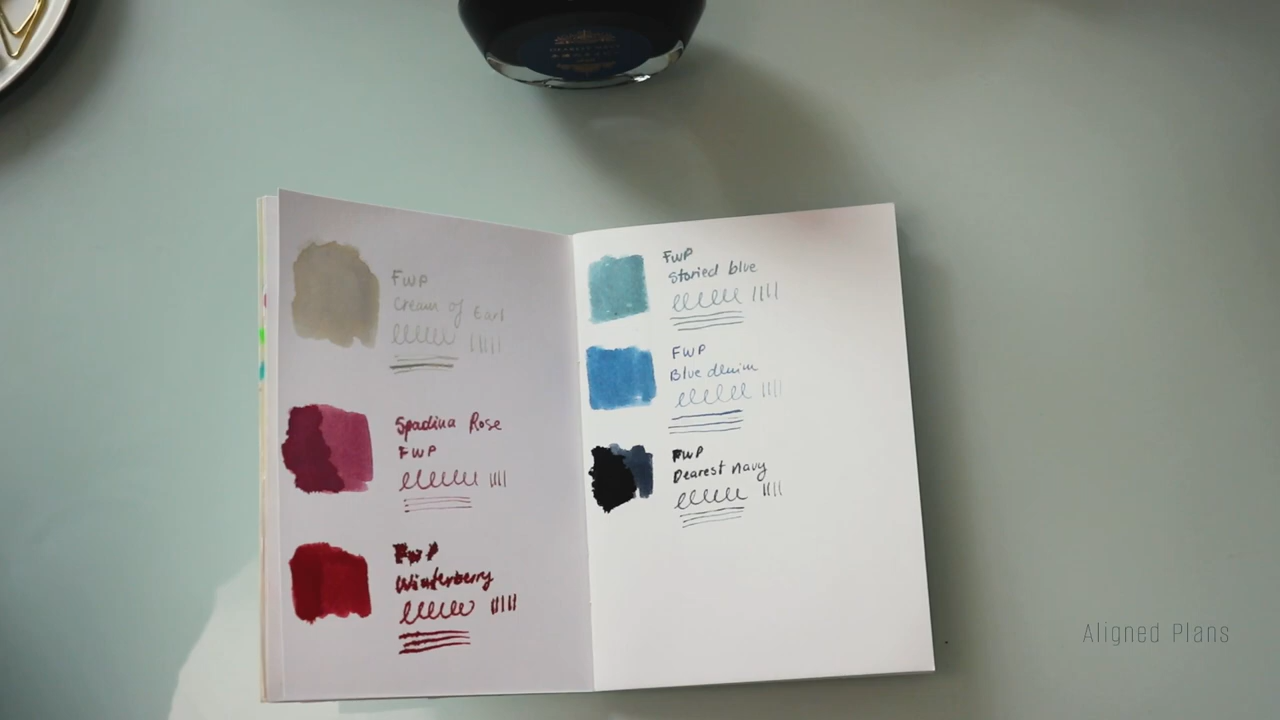 FWP
Cream of Earl
Spadina Rose
FWP
FWP
Winterberry
FWP
Storied blue
FWP
Blue denim
FWP
Dearest navy
Aligned Plans